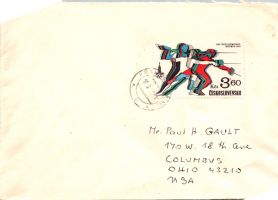 Kčs 3,60
ČESKOSLOVENSKO
Mr. Paul H. GAULT
170 W. 18 th. Ave
COLUMBUS
OHIO 43210
USA